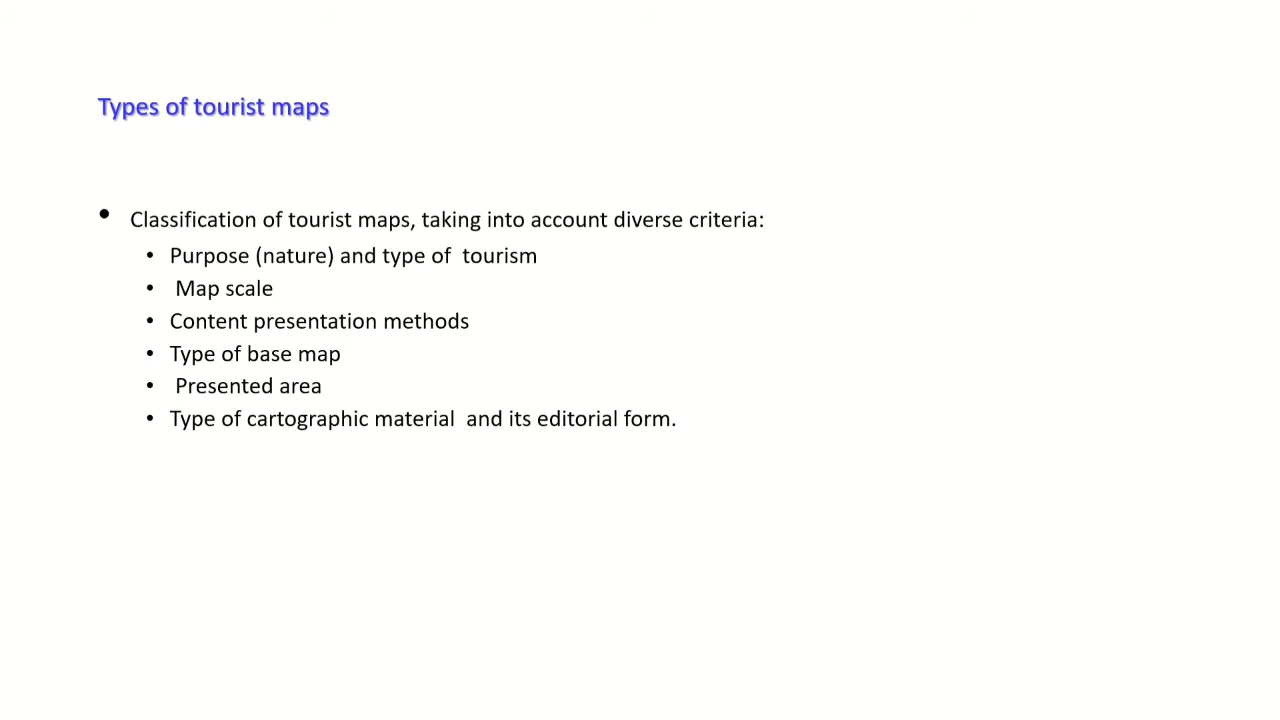 Types of tourist maps
• Classification of tourist maps, taking into account diverse criteria:
• Purpose (nature) and type of  tourism
•  Map scale
• Content presentation methods
• Type of base map
•  Presented area
• Type of cartographic material  and its editorial form.